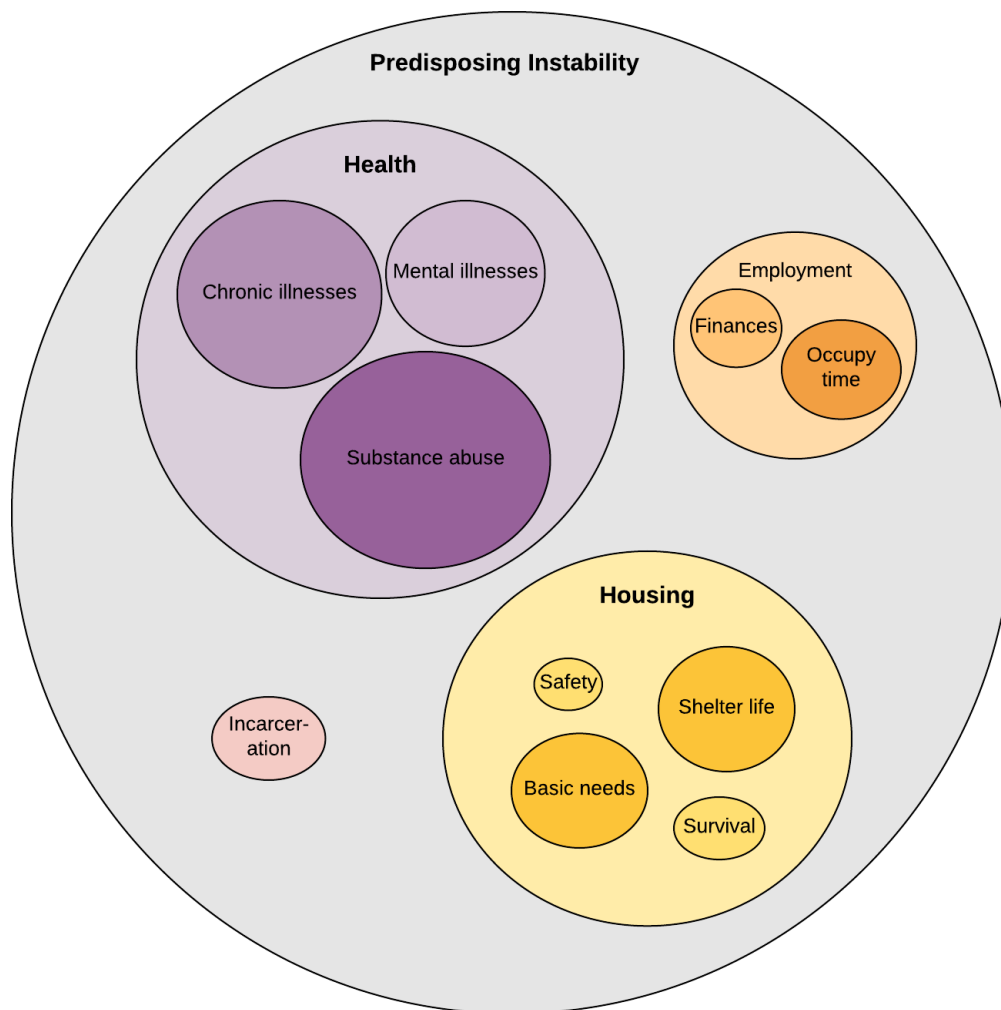 Predisposing Instability
Health
Chronic illnesses
Mental illnesses
Substance abuse
Employment
Finances
Occupy
time
Housing
Safety
Shelter life
Basic needs
Survival
Incarcer-
ation